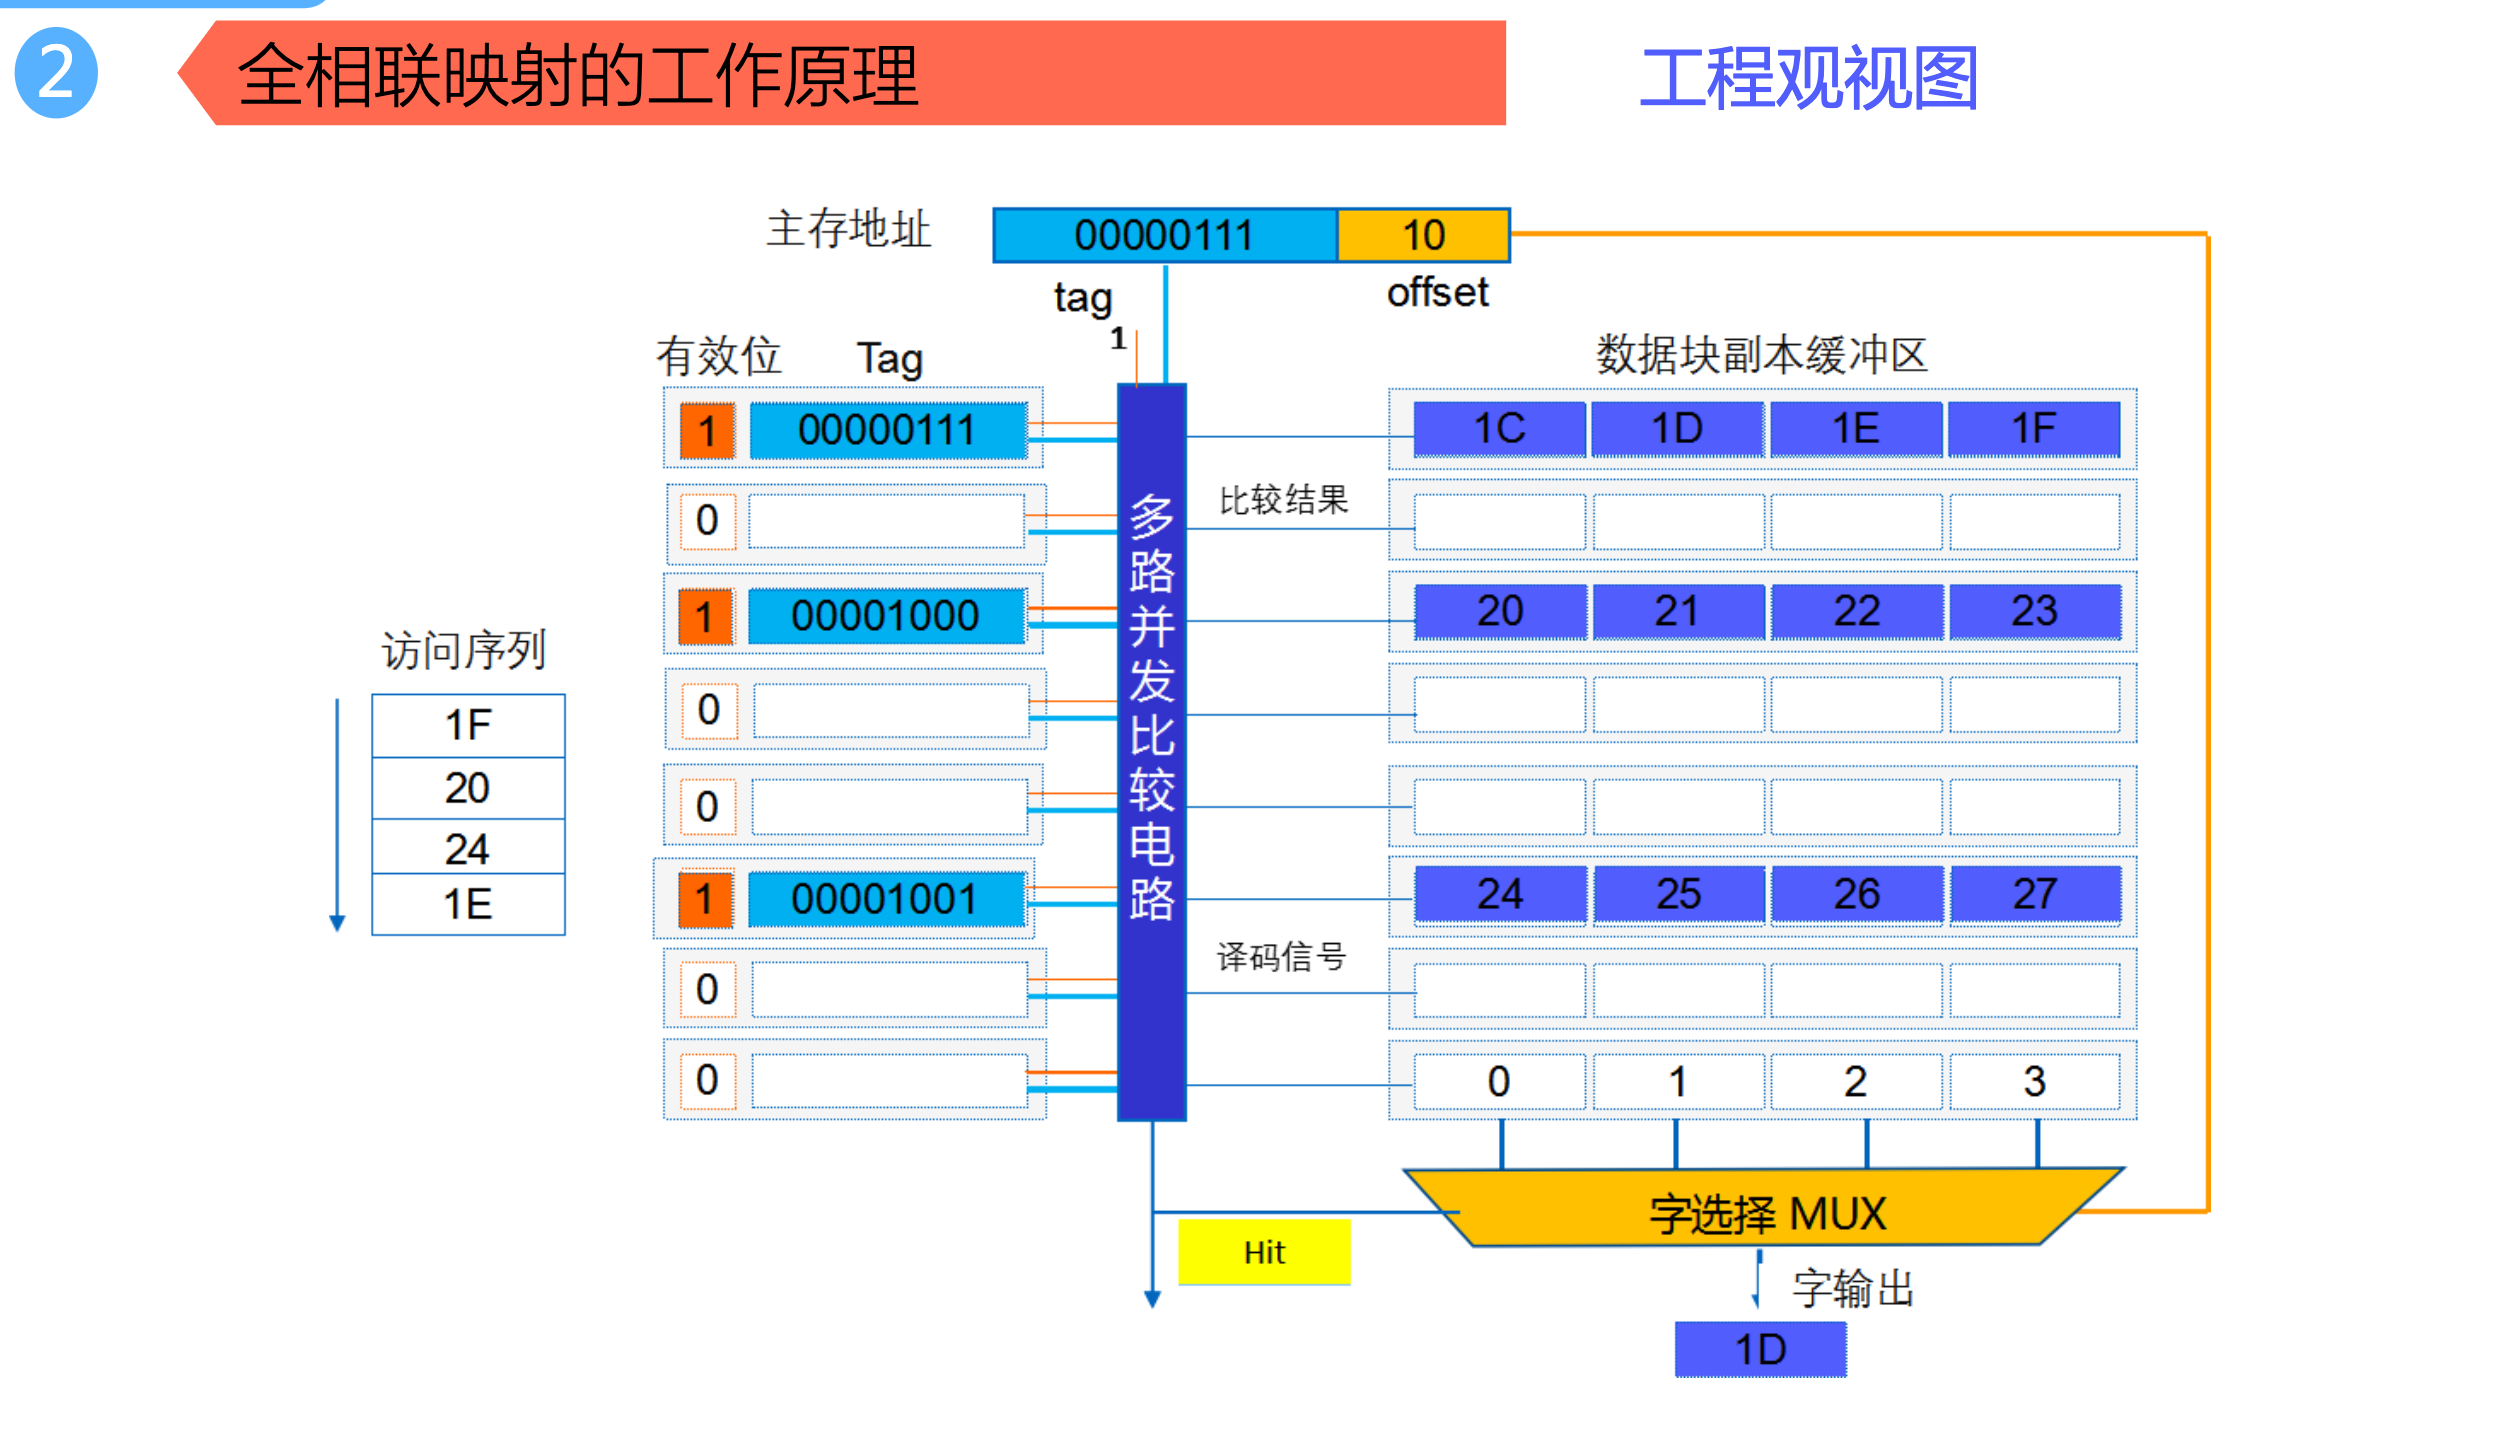 2
全相联映射的工作原理
工程观视图
主存地址
00000111 10
tag
offset
1
有效位 Tag
数据块副本缓冲区
1 00000111
1C 1D 1E 1F
0
比较结果
1 00001000
20 21 22 23
0
0
1 00001001
24 25 26 27
0
译码信号
0
0 1 2 3
多路并发比较电路
访问序列
1F
20
24
1E
字选择 MUX
Hit
字输出
1D